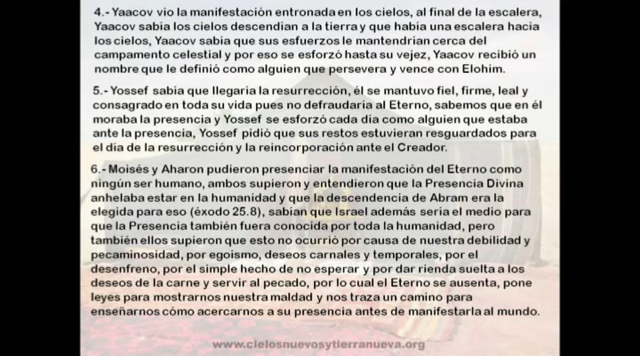 4.- Yaacov vio la manifestación entronada en los cielos, al final de la escalera,
Yaacov sabía los cielos descendian a la tierra y que había una escalera hacia
los cielos, Yaacov sabía que sus esfuerzos le mantendrían cerca del
campamento celestial y por eso se esforzó hasta su vejez, Yaacov recibió un
nombre que le definió como alguien que persevera y vence con Elohim.
5.- Yossef sabía que llegaría la resurrección, él se mantuvo fiel, firme, leal y
consagrado en toda su vida pues no defraudaría al Eterno, sabemos que en él
moraba la presencia y Yossef se esforzó cada día como alguien que estaba
ante la presencia, Yossef pidió que sus restos estuvieran resguardados para
el día de la resurrección y la reincorporación ante el Creador.
6.- Moisés y Aharon pudieron presenciar la manifestación del Eterno como
ningún ser humano, ambos supieron y entendieron que la Presencia Divina
anhelaba estar en la humanidad y que la descendencia de Abram era la
elegida para eso (éxodo 25.8), sabían que Israel además seria el medio para
que la Presencia también fuera conocida por toda la humanidad, pero
también ellos supieron que esto no ocurrió por causa de nuestra debilidad y
pecaminosidad, por egoísmo, deseos carnales y temporales, por el
desenfreno, por el simple hecho de no esperar y por dar rienda suelta a los
deseos de la carne y servir al pecado, por lo cual el Eterno se ausenta, pone
leyes para mostrarnos nuestra maldad y nos traza un camino para
enseñarnos cómo acercarnos a su presencia antes de manifestarla al mundo.
www.cielosnuevosytierranueva.org